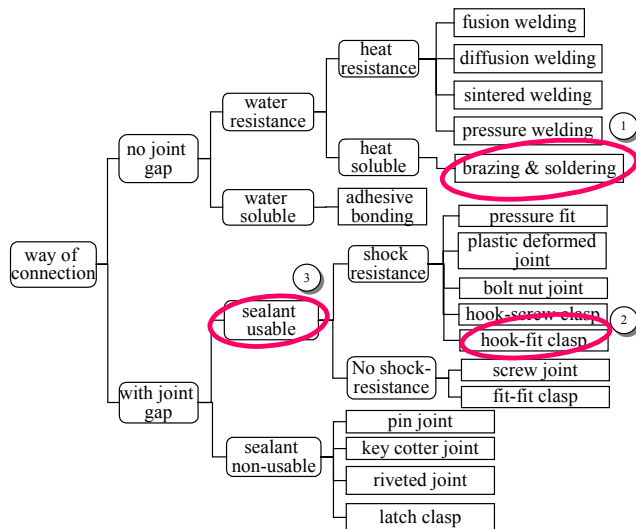 fusion welding
heat
resistance
diffusion welding
water
resistance
sintered welding
1
pressure welding
no joint
gap
heat
soluble
brazing & soldering
water
soluble
adhesive
bonding
pressure fit
way of
connection
shock
resistance
plastic deformed
joint
3
bolt nut joint
sealant
usable
hook-screw clasp
2
hook-fit clasp
No shock-
resistance
screw joint
with joint
gap
fit-fit clasp
pin joint
sealant
non-usable
key cotter joint
riveted joint
latch clasp